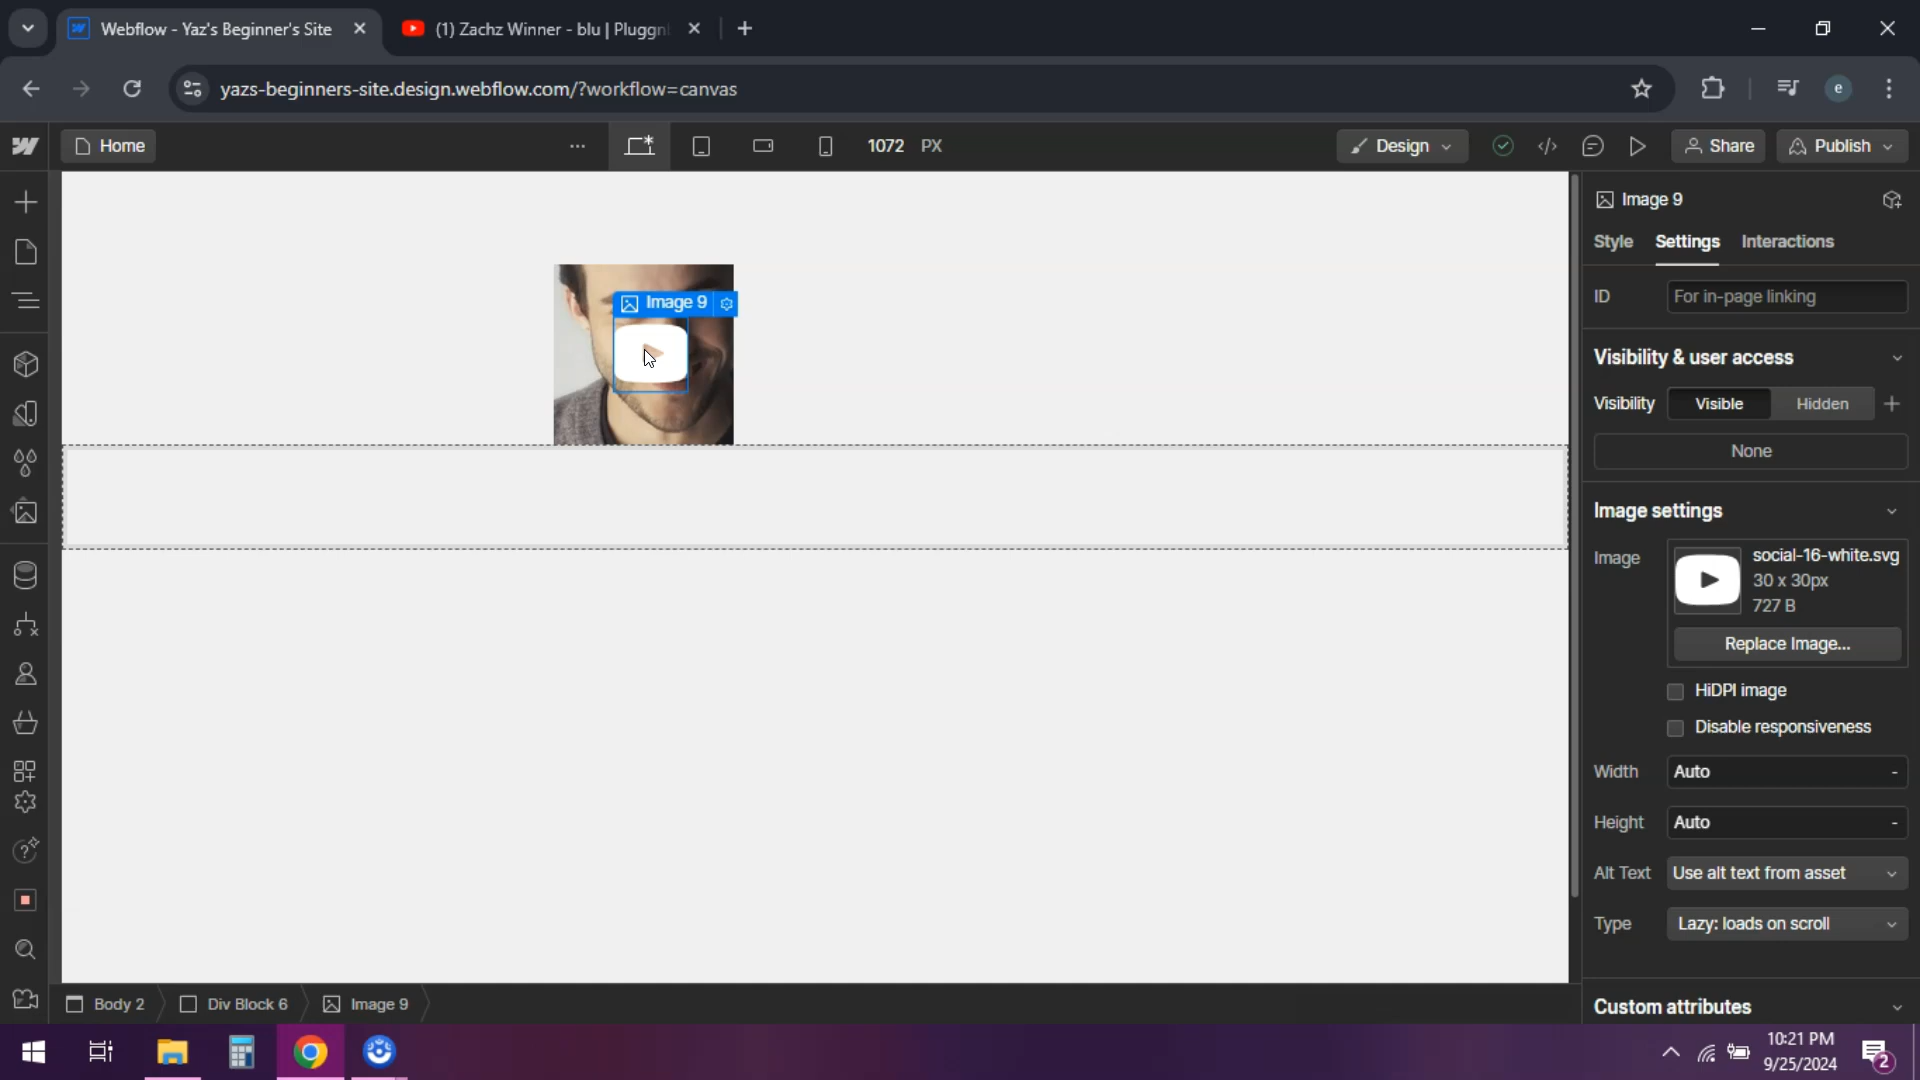 Webflow - Yaz's Beginner's Site
(1) Zachz Winner - blu | Pluggn
yazs-beginners-site.design.webflow.com/?workflow=canvas
e
Home
1072 PX
Design
Share
Publish
Image 9
Image 9
Style Settings Interactions
ID For in-page linking
Visibility & user access
Visibility Visible Hidden
None
Image settings
Image
social-16-white.svg
30 x 30px
727 B
Replace Image...
HiDPI image
Disable responsiveness
Width Auto -
Height Auto -
Alt Text Use alt text from asset
Type Lazy: loads on scroll
Custom attributes
Body 2 Div Block 6 Image 9
10:21 PM
9/25/2024
2